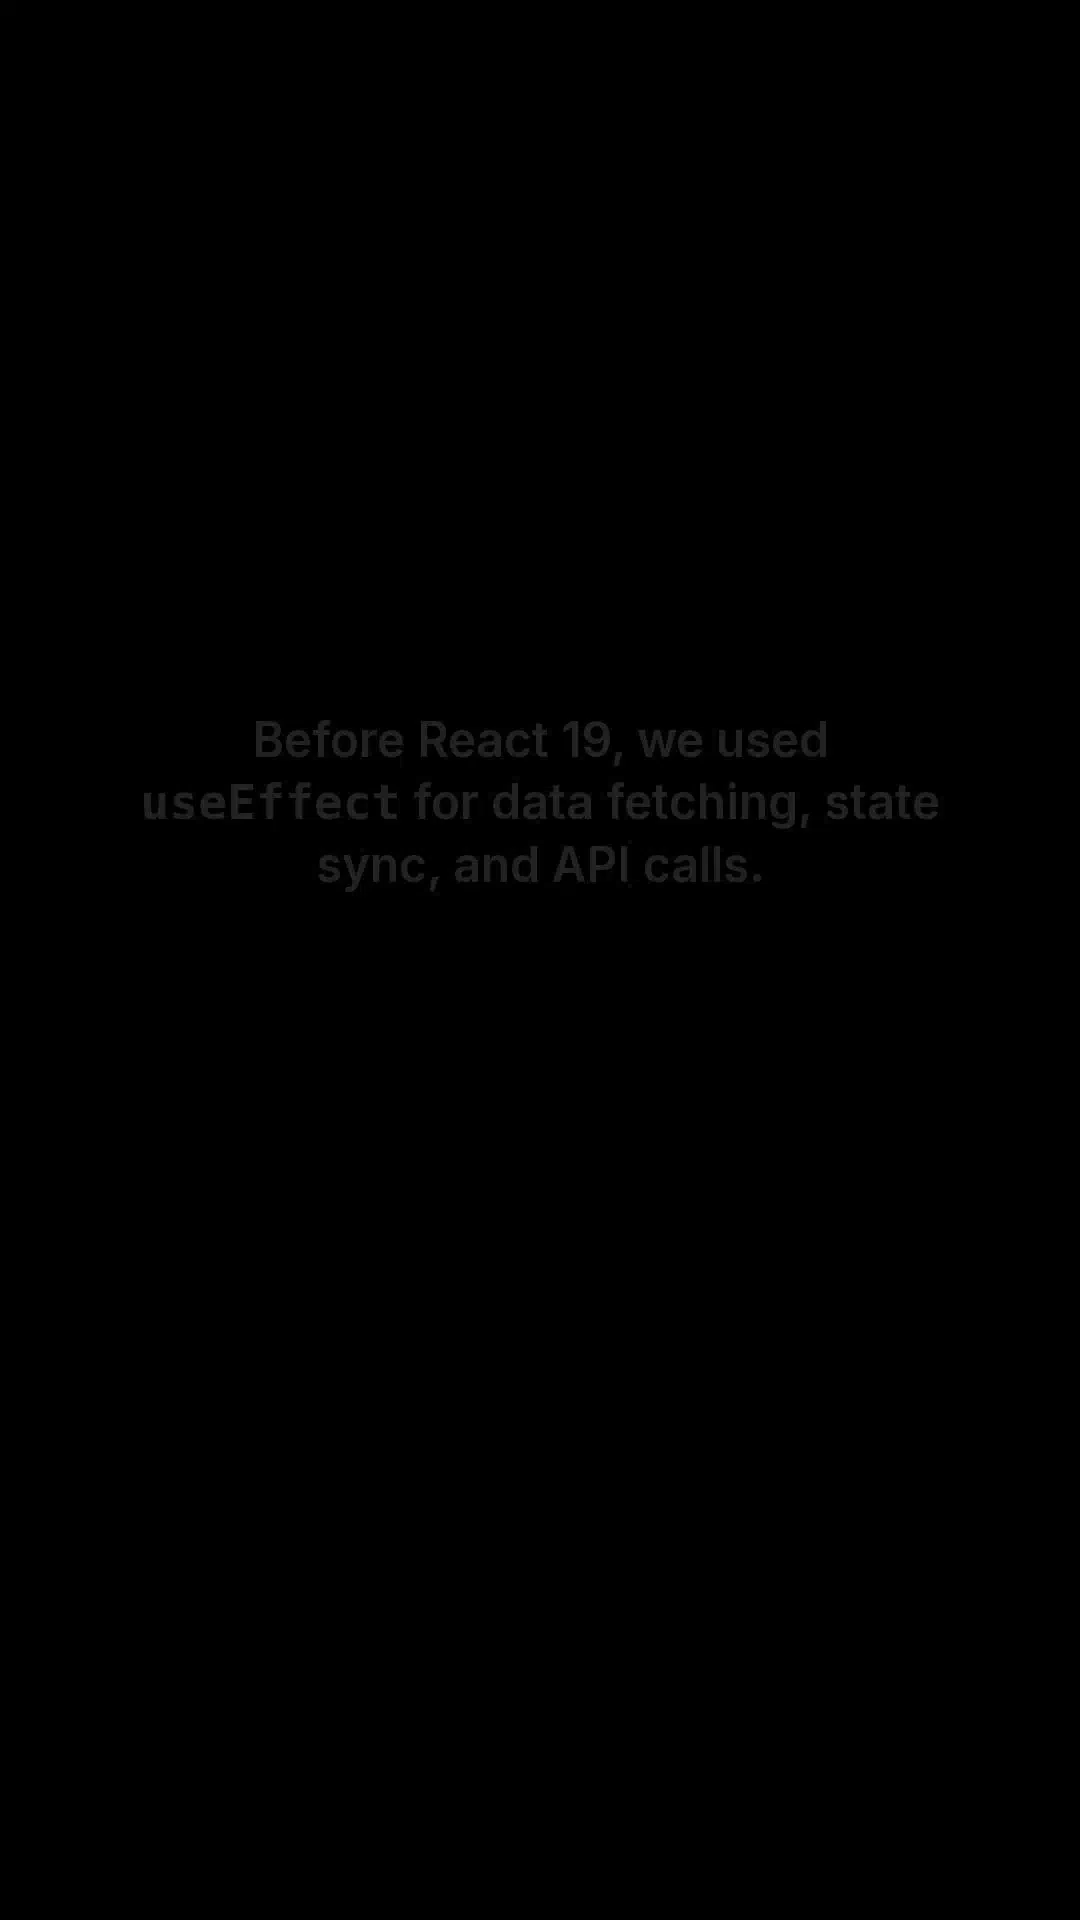 Before React 19, we used
useEffect for data fetching, state
sync, and API calls.